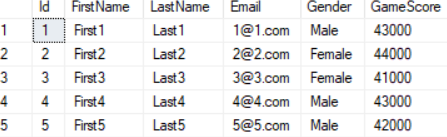 Id FirstName LastName Email Gender GameScore
1 1 First1 Last1 1@1.com Male 43000
2 2 First2 Last2 2@2.com Female 44000
3 3 First3 Last3 3@3.com Female 41000
4 4 First4 Last4 4@4.com Male 43000
5 5 First5 Last5 5@5.com Male 42000